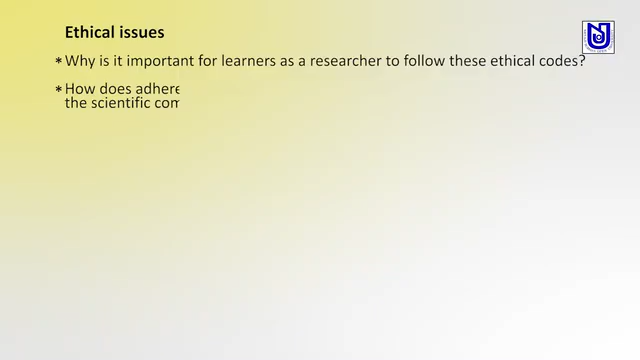 Ethical issues
* Why is it important for learners as a researcher to follow these ethical codes?
* How does adhere
the scientific com